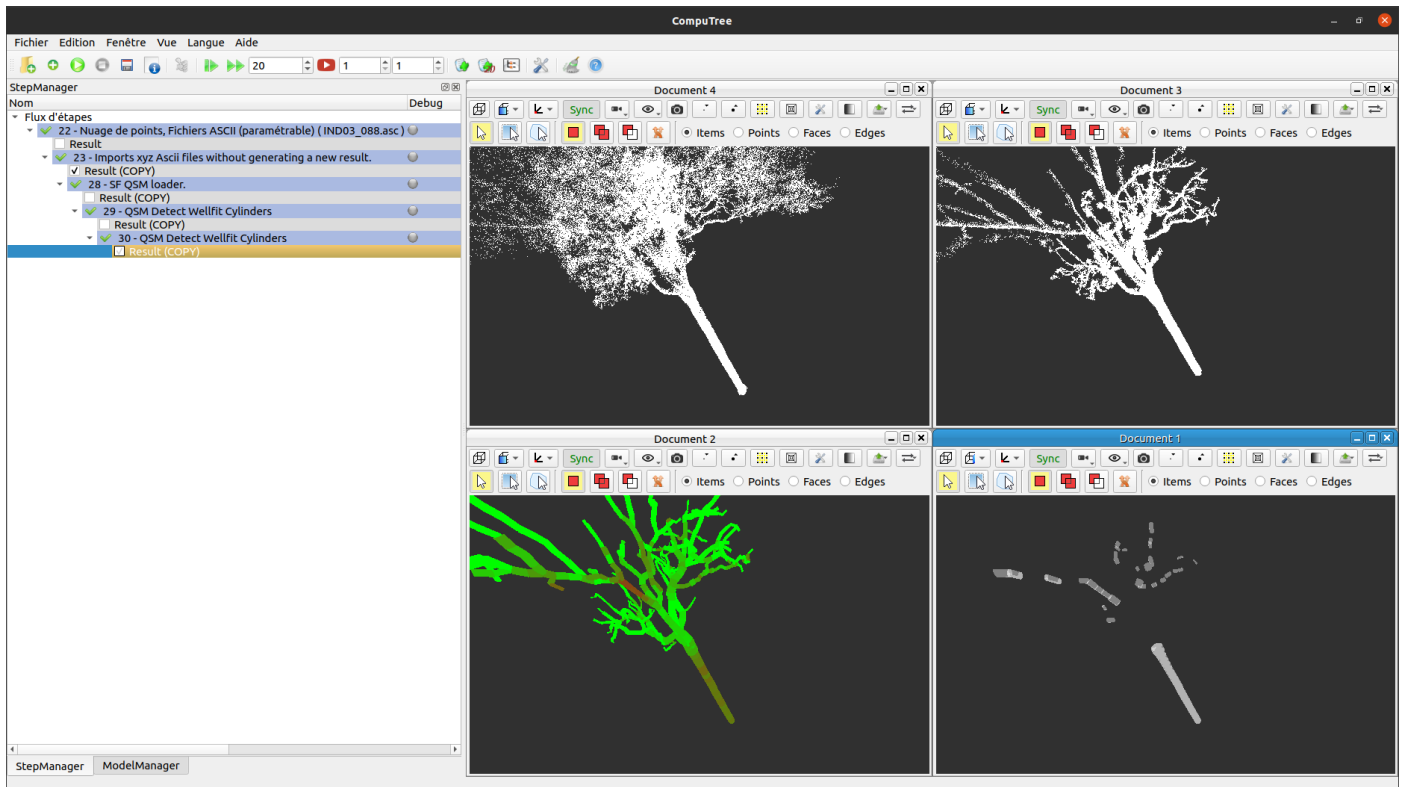 CompuTree
Fichier Edition Fenêtre Vue Langue Aide
20 1 1
StepManager
Nom Debug
Flux d'étapes
22 - Nuage de points, Fichiers ASCII (paramétrable) ( IND03_088.asc )
Result
23 - Imports xyz Ascii files without generating a new result.
Result (COPY)
28 - SF QSM loader.
Result (COPY)
29 - QSM Detect Wellfit Cylinders
Result (COPY)
30 - QSM Detect Wellfit Cylinders
Result (COPY)
StepManager ModelManager
Document 4
Sync
Items Points Faces Edges
Document 3
Sync
Items Points Faces Edges
Document 2
Sync
Items Points Faces Edges
Document 1
Sync
Items Points Faces Edges